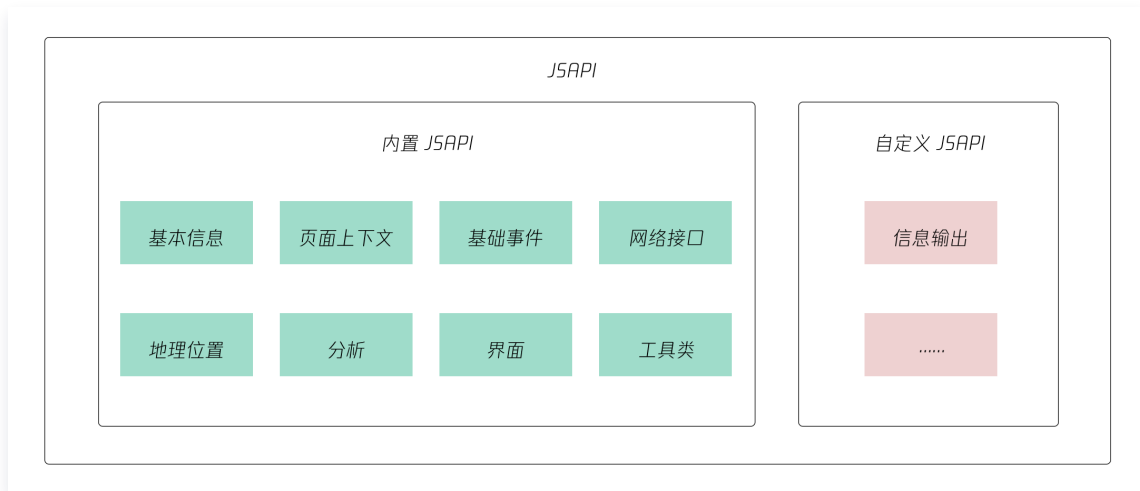 JSAPI
内置 JSAPI
自定义 JSAPI
基本信息
页面上下文
基础事件
网络接口
信息输出
地理位置
分析
界面
工具类
......